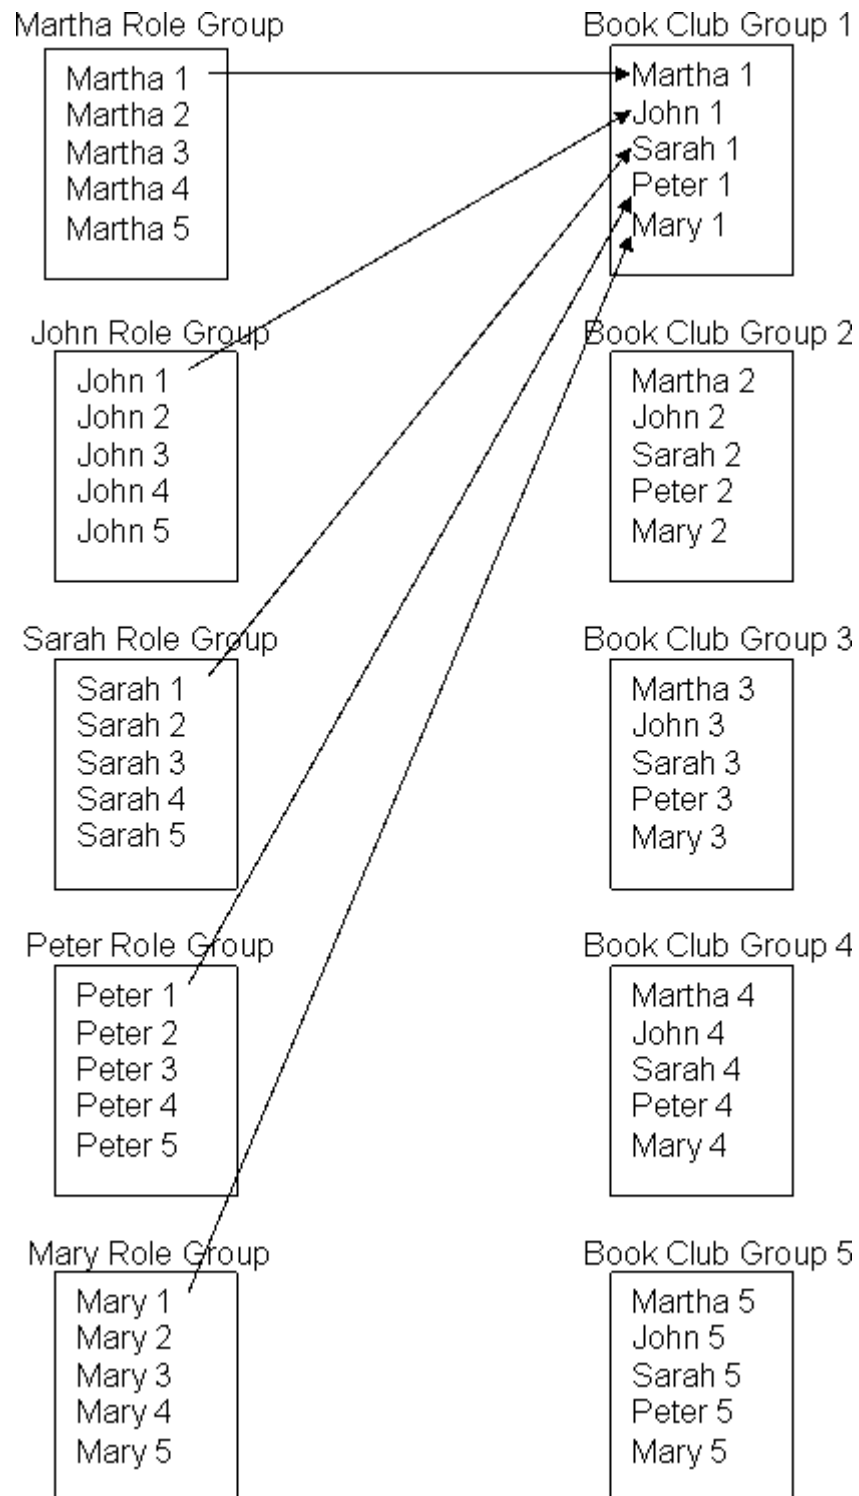 Martha Role Group
Martha 1
Martha 2
Martha 3
Martha 4
Martha 5
John Role Group
John 1
John 2
John 3
John 4
John 5
Sarah Role Group
Sarah 1
Sarah 2
Sarah 3
Sarah 4
Sarah 5
Peter Role Group
Peter 1
Peter 2
Peter 3
Peter 4
Peter 5
Mary Role Group
Mary 1
Mary 2
Mary 3
Mary 4
Mary 5
Book Club Group 1
Martha 1
John 1
Sarah 1
Peter 1
Mary 1
Book Club Group 2
Martha 2
John 2
Sarah 2
Peter 2
Mary 2
Book Club Group 3
Martha 3
John 3
Sarah 3
Peter 3
Mary 3
Book Club Group 4
Martha 4
John 4
Sarah 4
Peter 4
Mary 4
Book Club Group 5
Martha 5
John 5
Sarah 5
Peter 5
Mary 5